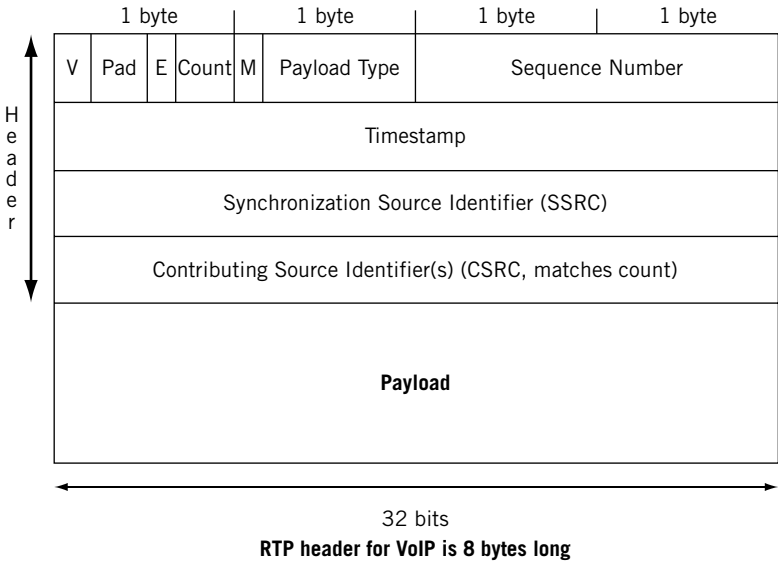 1 byte 1 byte 1 byte 1 byte
V Pad E Count M Payload Type Sequence Number
Header
Timestamp
Synchronization Source Identifier (SSRC)
Contributing Source Identifier(s) (CSRC, matches count)
Payload
32 bits
RTP header for VoIP is 8 bytes long